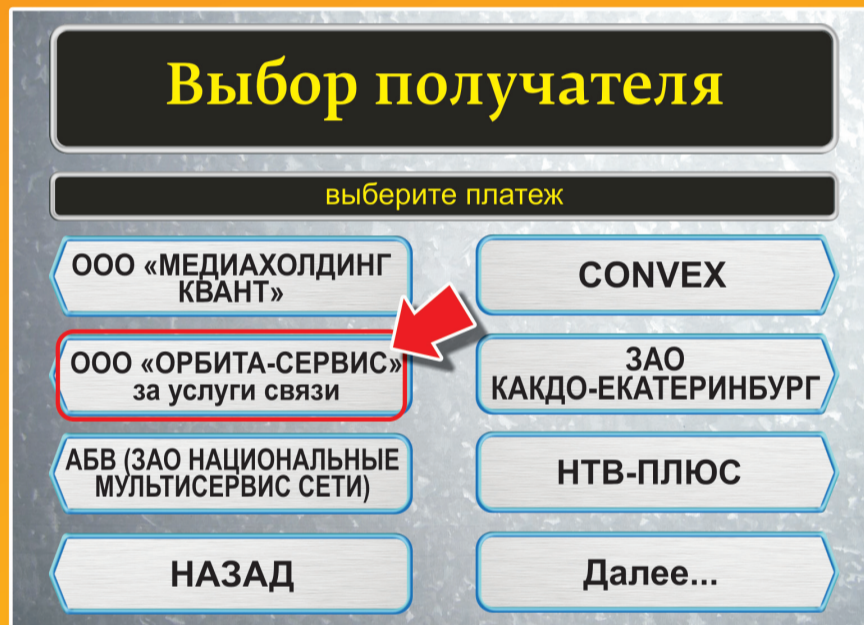 Выбор получателя
выберите платеж
ООО «МЕДИАХОЛДИНГ
КВАНТ»
CONVEX
ООО «ОРБИТА-СЕРВИС»
за услуги связи
ЗАО
КАКДО-ЕКАТЕРИНБУРГ
АБВ (ЗАО НАЦИОНАЛЬНЫЕ
МУЛЬТИСЕРВИС СЕТИ)
НТВ-ПЛЮС
НАЗАД
Далее...